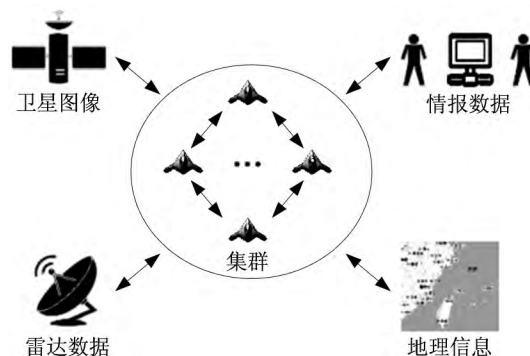 卫星图像
情报数据
集群
雷达数据
地理信息